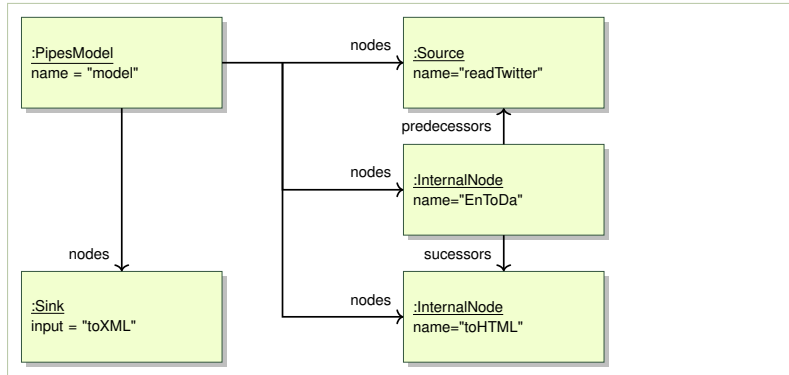 :PipesModel
name = "model"
nodes
:Source
name="readTwitter"
predecessors
nodes
:InternalNode
name="EnToDa"
nodes
sucessors
:Sink
input = "toXML"
nodes
:InternalNode
name="toHTML"